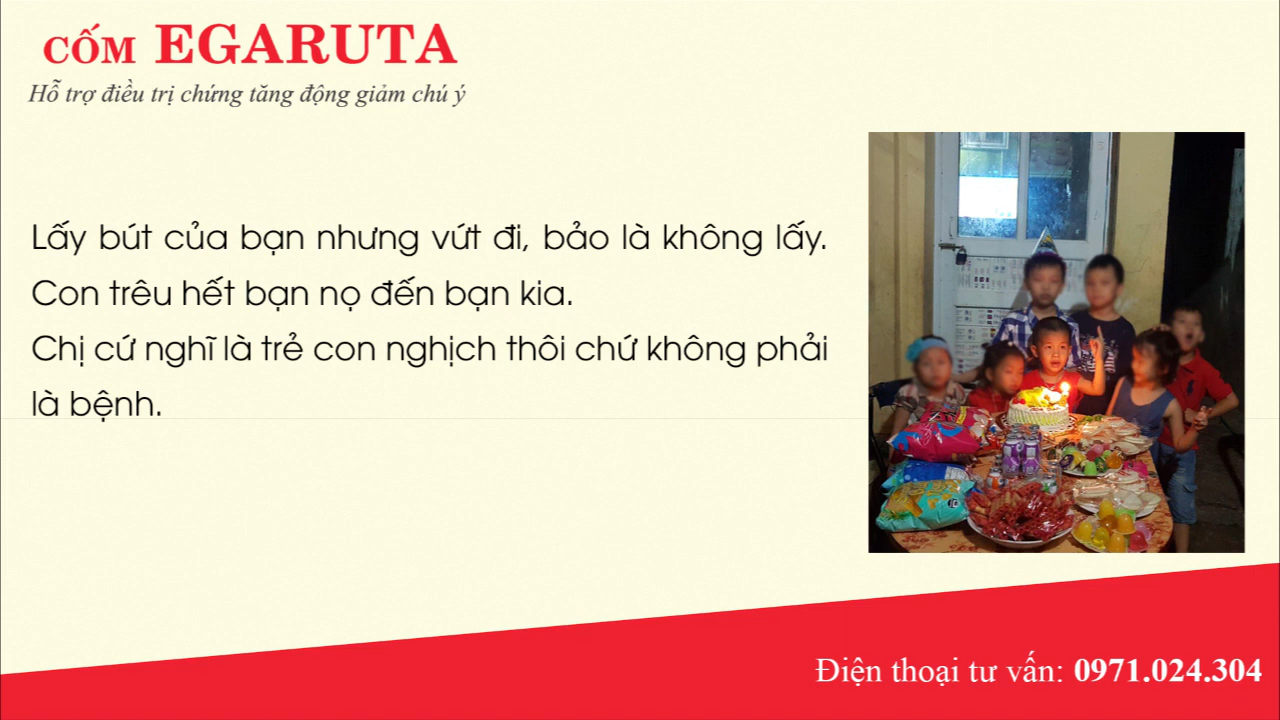 CỐM EGARUTA
Hỗ trợ điều trị chứng tăng động giảm chú ý
Lấy bút của bạn nhưng vứt đi, bảo là không lấy.
Con trêu hết bạn nọ đến bạn kia.
Chị cứ nghĩ là trẻ con nghịch thôi chứ không phải
là bệnh.
Điện thoại tư vấn: 0971.024.304